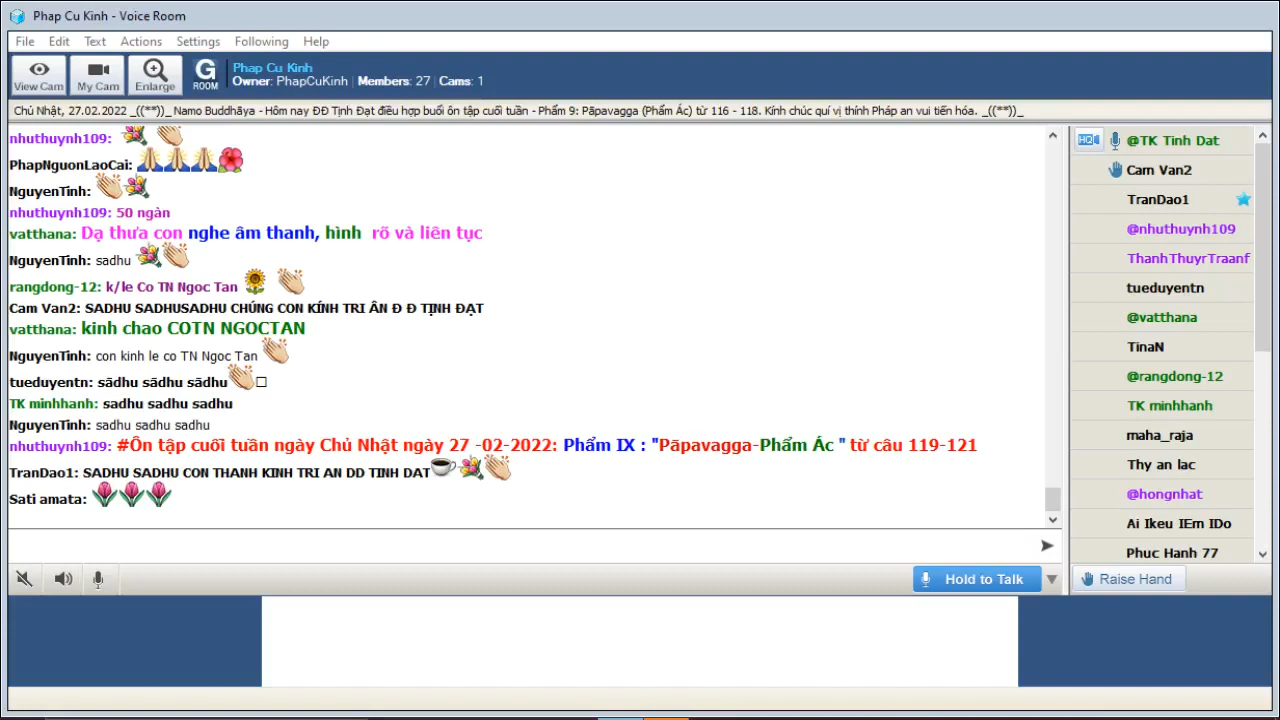 Phap Cu Kinh - Voice Room
File Edit Text Actions Settings Following Help
View Cam My Cam Enlarge G ROOM
Phap Cu Kinh
Owner: PhapCuKinh | Members: 27 | Cams: 1
Chủ Nhật, 27.02.2022 _((**))_ Namo Buddhāya - Hôm nay ĐĐ Tịnh Đạt điều hợp buổi ôn tập cuối tuần - Phẩm 9: Pāpavagga (Phẩm Ác) từ 116 - 118. Kính chúc quí vị thính Pháp an vui tiến hóa. _((**))_
nhuthuynh109:
PhapNguonLaoCai:
NguyenTinh:
nhuthuynh109: 50 ngàn
vatthana: Dạ thưa con nghe âm thanh, hình rõ và liên tục
NguyenTinh: sadhu
rangdong-12: k/le Co TN Ngoc Tan
Cam Van2: SADHU SADHUSADHU CHÚNG CON KÍNH TRI ÂN Đ Đ TỊNH ĐẠT
vatthana: kinh chao COTN NGOCTAN
NguyenTinh: con kinh le co TN Ngoc Tan
tueduyentn: sādhu sādhu sādhu
TK minhhanh: sadhu sadhu sadhu
NguyenTinh: sadhu sadhu sadhu
nhuthuynh109: #Ôn tập cuối tuần ngày Chủ Nhật ngày 27 -02-2022: Phẩm IX : "Pāpavagga-Phẩm Ác " từ câu 119-121
TranDao1: SADHU SADHU CON THANH KINH TRI AN DD TINH DAT
Sati amata:
HQ @TK Tinh Dat
Cam Van2
TranDao1
@nhuthuynh109
ThanhThuyrTraanf
tueduyentn
@vatthana
TinaN
@rangdong-12
TK minhhanh
maha_raja
Thy an lac
@hongnhat
Ai Ikeu IEm IDo
Phuc Hanh 77
Hold to Talk
Raise Hand